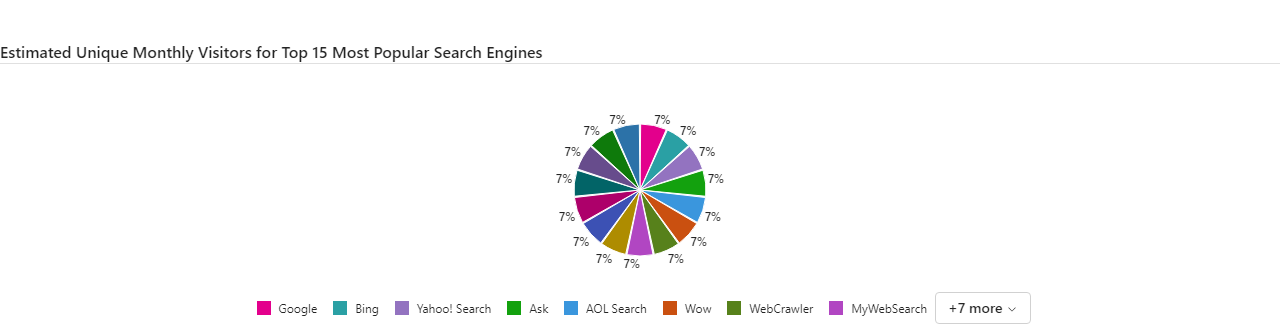 Estimated Unique Monthly Visitors for Top 15 Most Popular Search Engines
7% 7%
7% 7%
7% 7%
7% 7%
7% 7%
7% 7%
7% 7% 7%
Google Bing Yahoo! Search Ask AOL Search Wow WebCrawler MyWebSearch +7 more